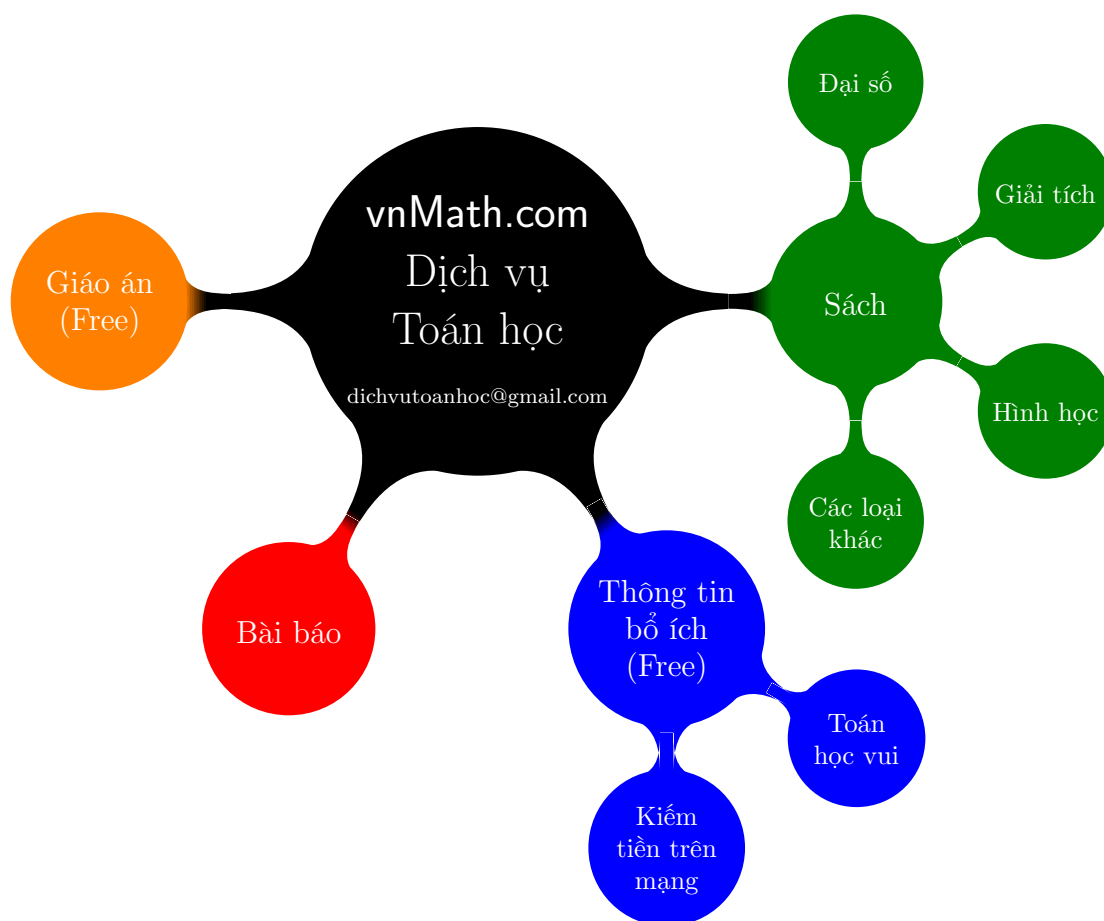 vnMath.com
Dịch vụ
Toán học
dichvutoanhoc@gmail.com
Giáo án
(Free)
Bài báo
Thông tin
bổ ích
(Free)
Kiếm
tiền trên
mạng
Toán
học vui
Sách
Đại số
Giải tích
Hình học
Các loại
khác